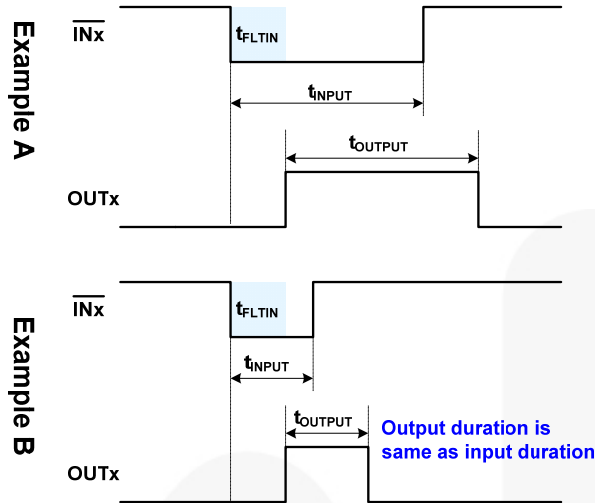 Example A
INx
tFLTIN
tINPUT
tOUTPUT
OUTx
Example B
INx
tFLTIN
tINPUT
tOUTPUT
Output duration is
same as input duration
OUTx